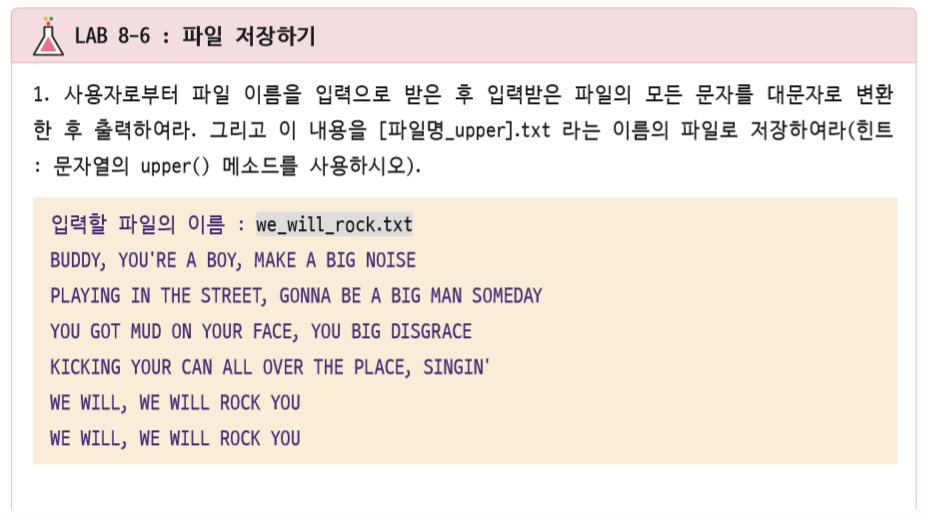 LAB 8-6 : 파일 저장하기
1. 사용자로부터 파일 이름을 입력으로 받은 후 입력받은 파일의 모든 문자를 대문자로 변환
한 후 출력하여라. 그리고 이 내용을 [파일명_upper].txt 라는 이름의 파일로 저장하여라(힌트
: 문자열의 upper() 메소드를 사용하시오).
입력할 파일의 이름 : we_will_rock.txt
BUDDY, YOU'RE A BOY, MAKE A BIG NOISE
PLAYING IN THE STREET, GONNA BE A BIG MAN SOMEDAY
YOU GOT MUD ON YOUR FACE, YOU BIG DISGRACE
KICKING YOUR CAN ALL OVER THE PLACE, SINGIN'
WE WILL, WE WILL ROCK YOU
WE WILL, WE WILL ROCK YOU